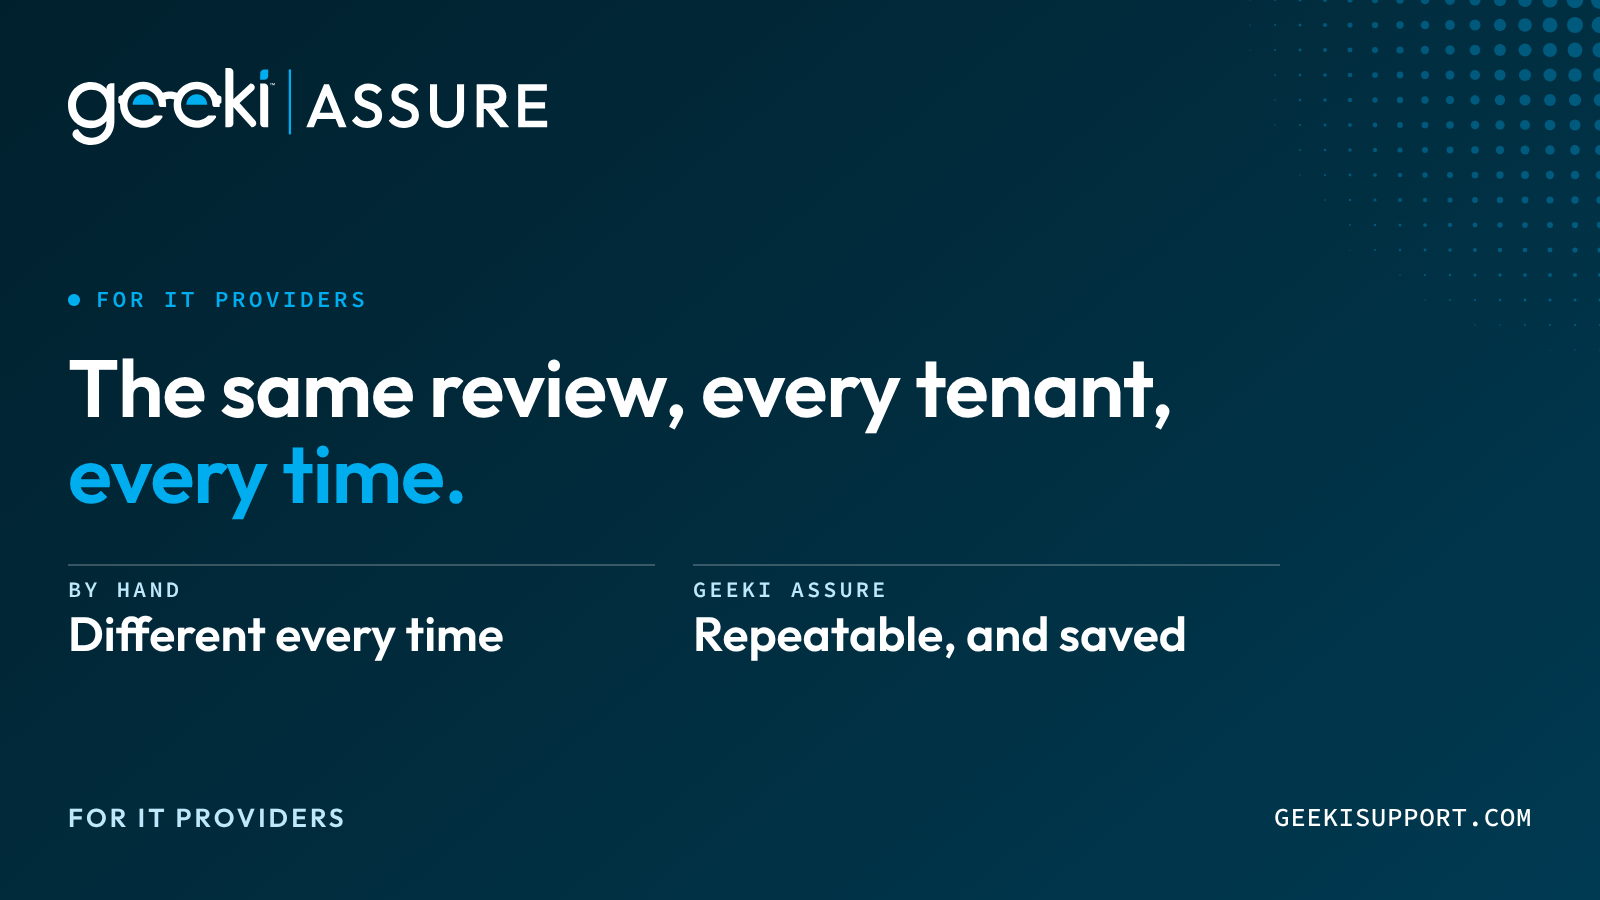 geeki™ | ASSURE
FOR IT PROVIDERS
The same review, every tenant,
every time.
BY HAND
Different every time
GEEKI ASSURE
Repeatable, and saved
FOR IT PROVIDERS
GEEKISUPPORT.COM